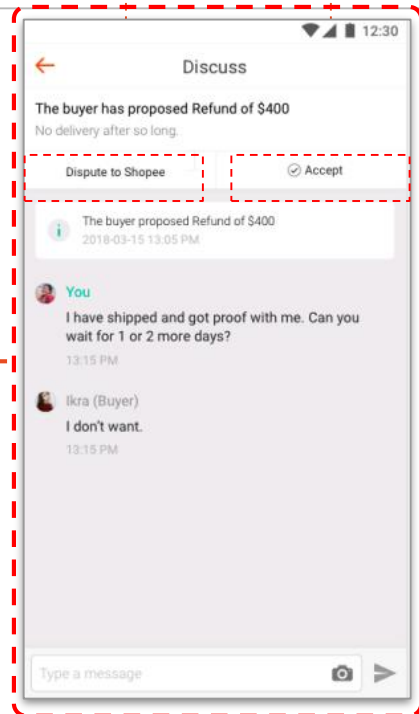 12:30
Discuss
The buyer has proposed Refund of $400
No delivery after so long.
Dispute to Shopee
Accept
i
The buyer proposed Refund of $400
2018-03-15 13:05 PM
You
I have shipped and got proof with me. Can you
wait for 1 or 2 more days?
13:15 PM
Ikra (Buyer)
I don't want.
13:15 PM
Type a message